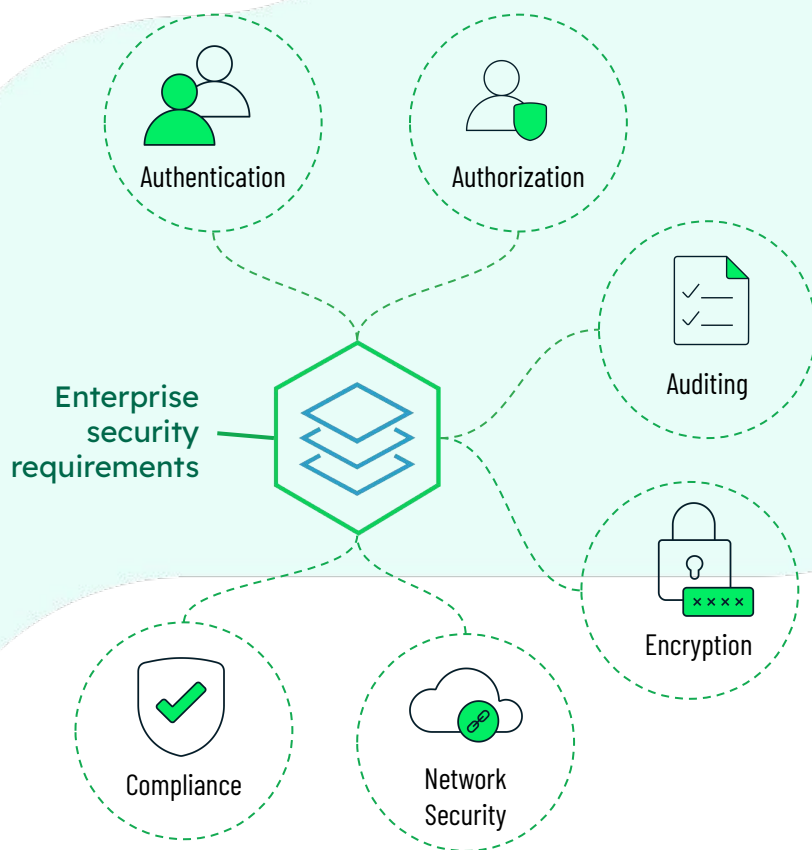 Authentication
Authorization
Auditing
Enterprise
security
requirements
××××
Encryption
Compliance
Network
Security